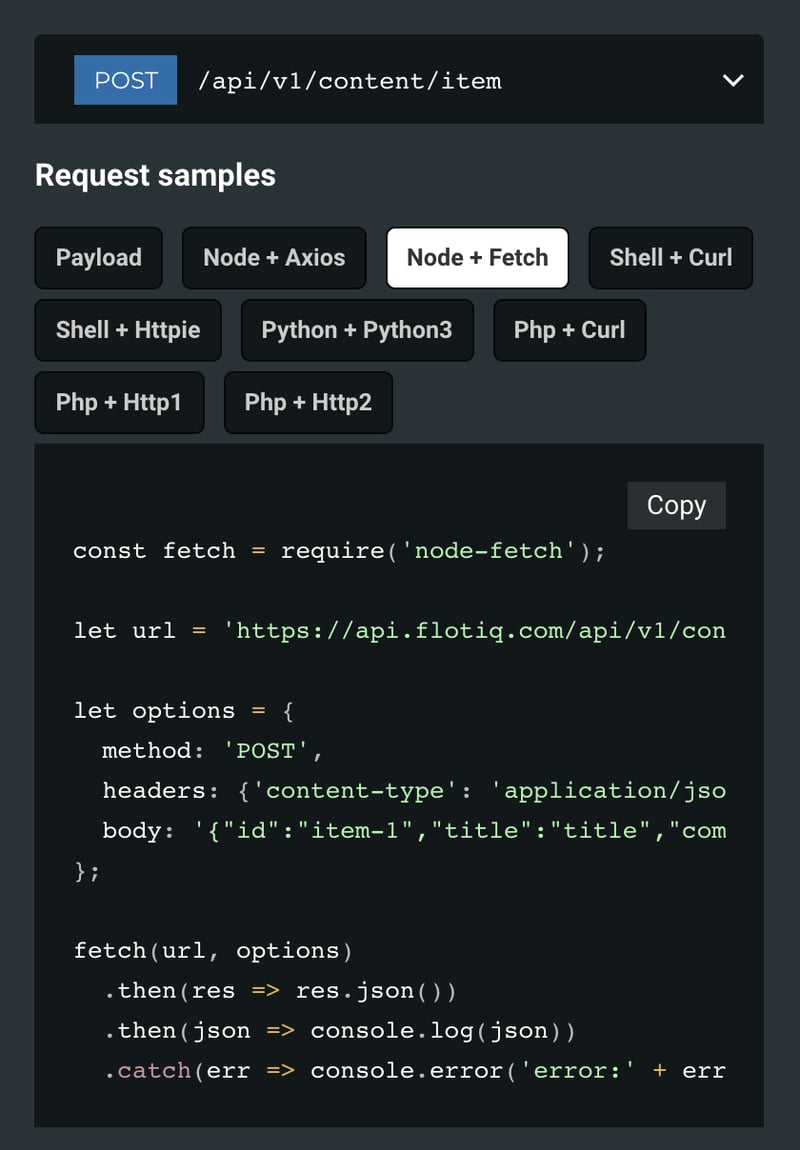 POST /api/v1/content/item
Request samples
Payload Node + Axios Node + Fetch Shell + Curl
Shell + Httpie Python + Python3 Php + Curl
Php + Http1 Php + Http2
Copy
const fetch = require('node-fetch');
let url = 'https://api.flotiq.com/api/v1/con
let options = {
  method: 'POST',
  headers: {'content-type': 'application/jso
  body: '{"id":"item-1","title":"title","com
};
fetch(url, options)
  .then(res => res.json())
  .then(json => console.log(json))
  .catch(err => console.error('error:' + err